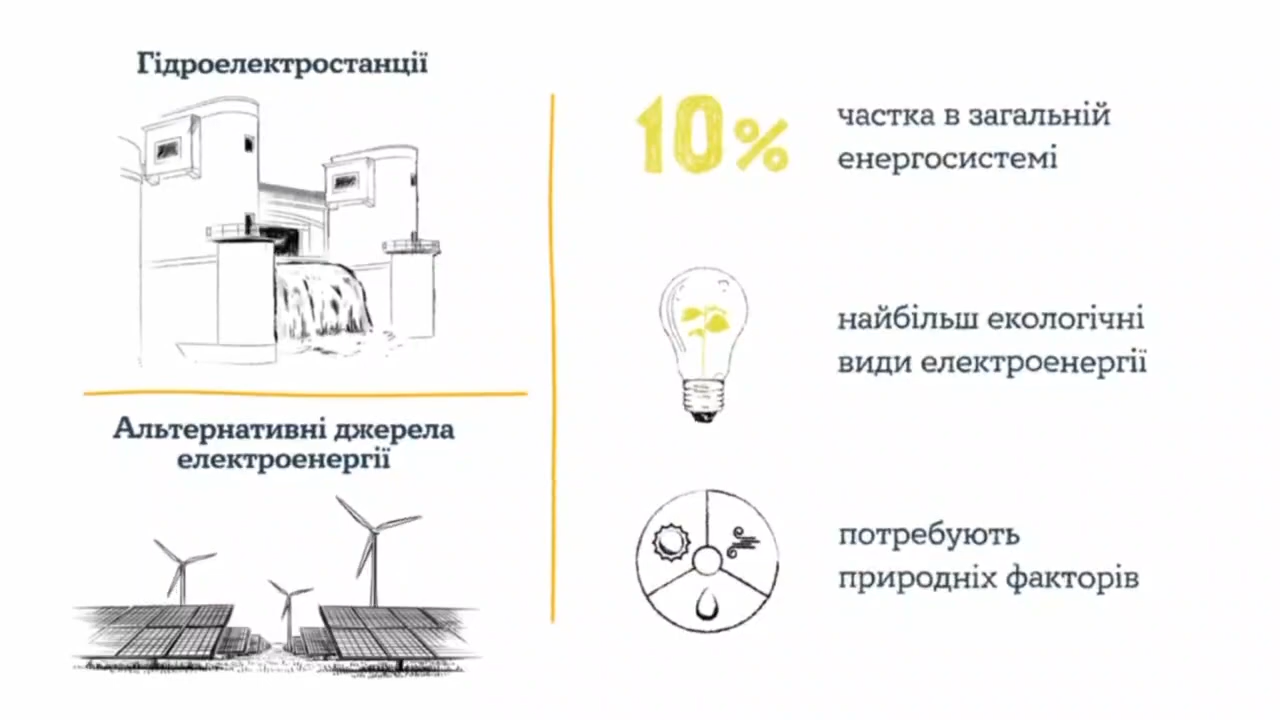 Гідроелектростанції
Альтернативні джерела
електроенергії
10%
частка в загальній
енергосистемі
найбільш екологічні
види електроенергії
потребують
природніх факторів